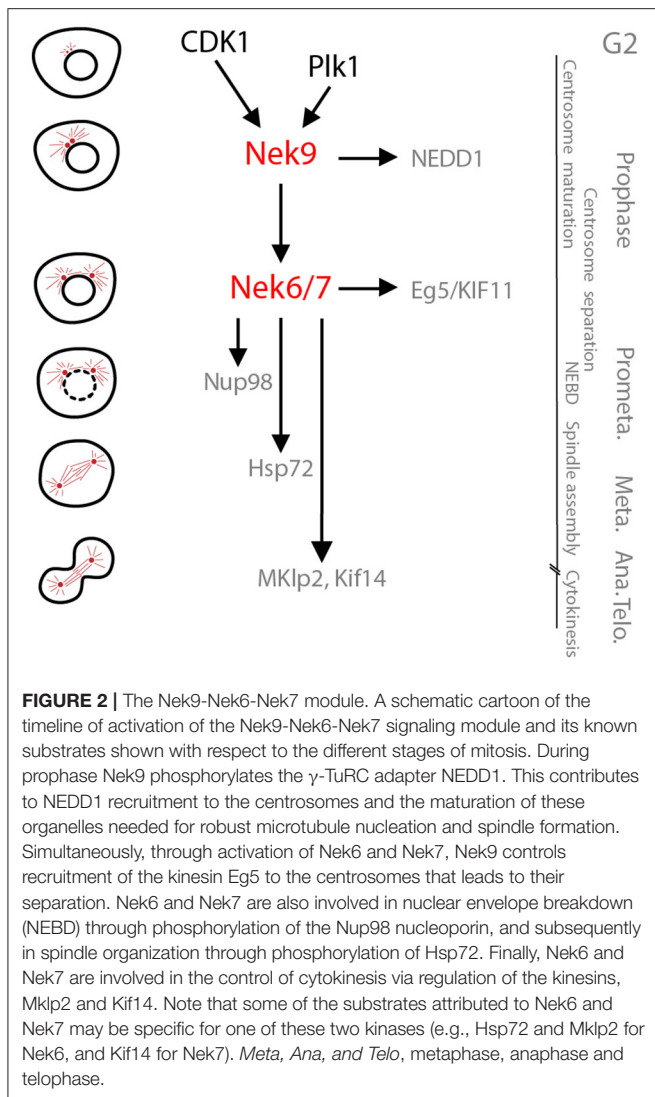 CDK1
Plk1
G2
Nek9
NEDD1
Centrosome maturation
Prophase
Centrosome separation
Nek6/7
Eg5/KIF11
Nup98
NEBD
Prometa.
Hsp72
Spindle assembly
Meta.
MKlp2, Kif14
Cytokinesis
Ana.Telo.
FIGURE 2 | The Nek9-Nek6-Nek7 module. A schematic cartoon of the
timeline of activation of the Nek9-Nek6-Nek7 signaling module and its known
substrates shown with respect to the different stages of mitosis. During
prophase Nek9 phosphorylates the γ-TuRC adapter NEDD1. This contributes
to NEDD1 recruitment to the centrosomes and the maturation of these
organelles needed for robust microtubule nucleation and spindle formation.
Simultaneously, through activation of Nek6 and Nek7, Nek9 controls
recruitment of the kinesin Eg5 to the centrosomes that leads to their
separation. Nek6 and Nek7 are also involved in nuclear envelope breakdown
(NEBD) through phosphorylation of the Nup98 nucleoporin, and subsequently
in spindle organization through phosphorylation of Hsp72. Finally, Nek6 and
Nek7 are involved in the control of cytokinesis via regulation of the kinesins,
Mklp2 and Kif14. Note that some of the substrates attributed to Nek6 and
Nek7 may be specific for one of these two kinases (e.g., Hsp72 and Mklp2 for
Nek6, and Kif14 for Nek7). Meta, Ana, and Telo, metaphase, anaphase and
telophase.